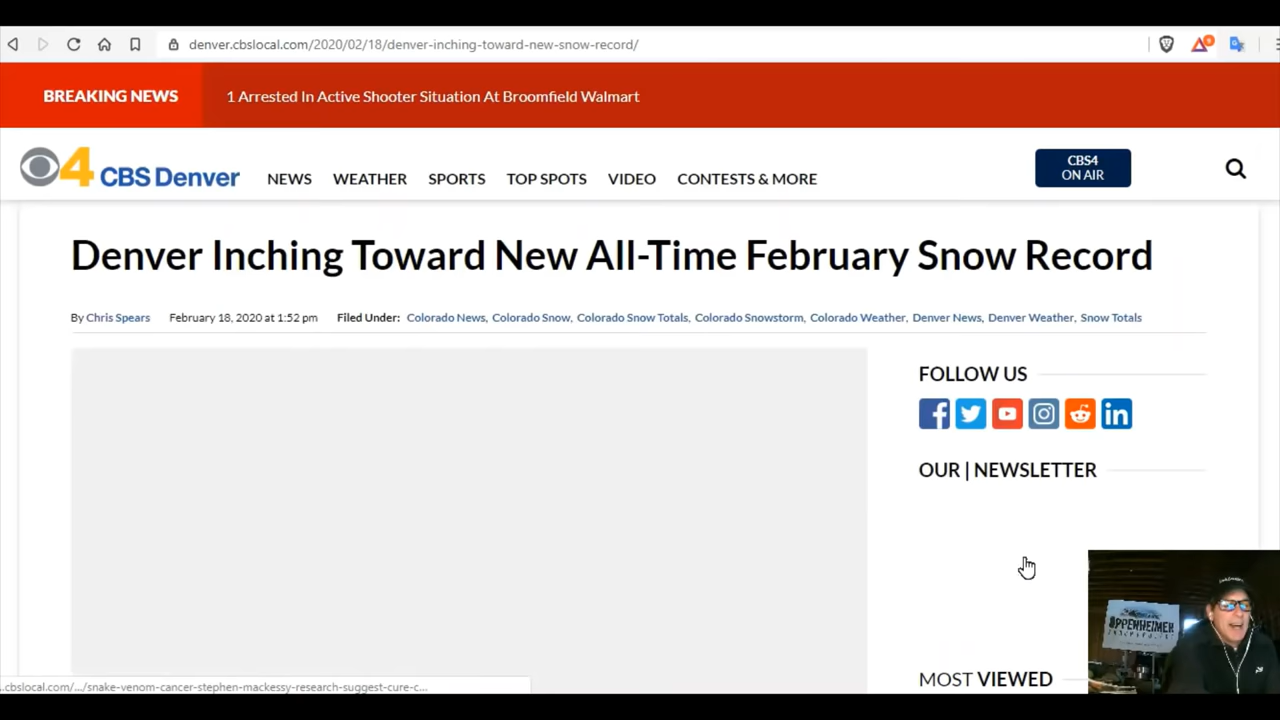 denver.cbslocal.com/2020/02/18/denver-inching-toward-new-snow-record/
BREAKING NEWS 1 Arrested In Active Shooter Situation At Broomfield Walmart
4 CBS Denver NEWS WEATHER SPORTS TOP SPOTS VIDEO CONTESTS & MORE CBS4 ON AIR
Denver Inching Toward New All-Time February Snow Record
By Chris Spears February 18, 2020 at 1:52 pm Filed Under: Colorado News, Colorado Snow, Colorado Snow Totals, Colorado Snowstorm, Colorado Weather, Denver News, Denver Weather, Snow Totals
FOLLOW US
OUR | NEWSLETTER
OPPENHEIMER
MOST VIEWED
.cbslocal.com/.../snake-venom-cancer-stephen-mackessy-research-suggest-cure-c...